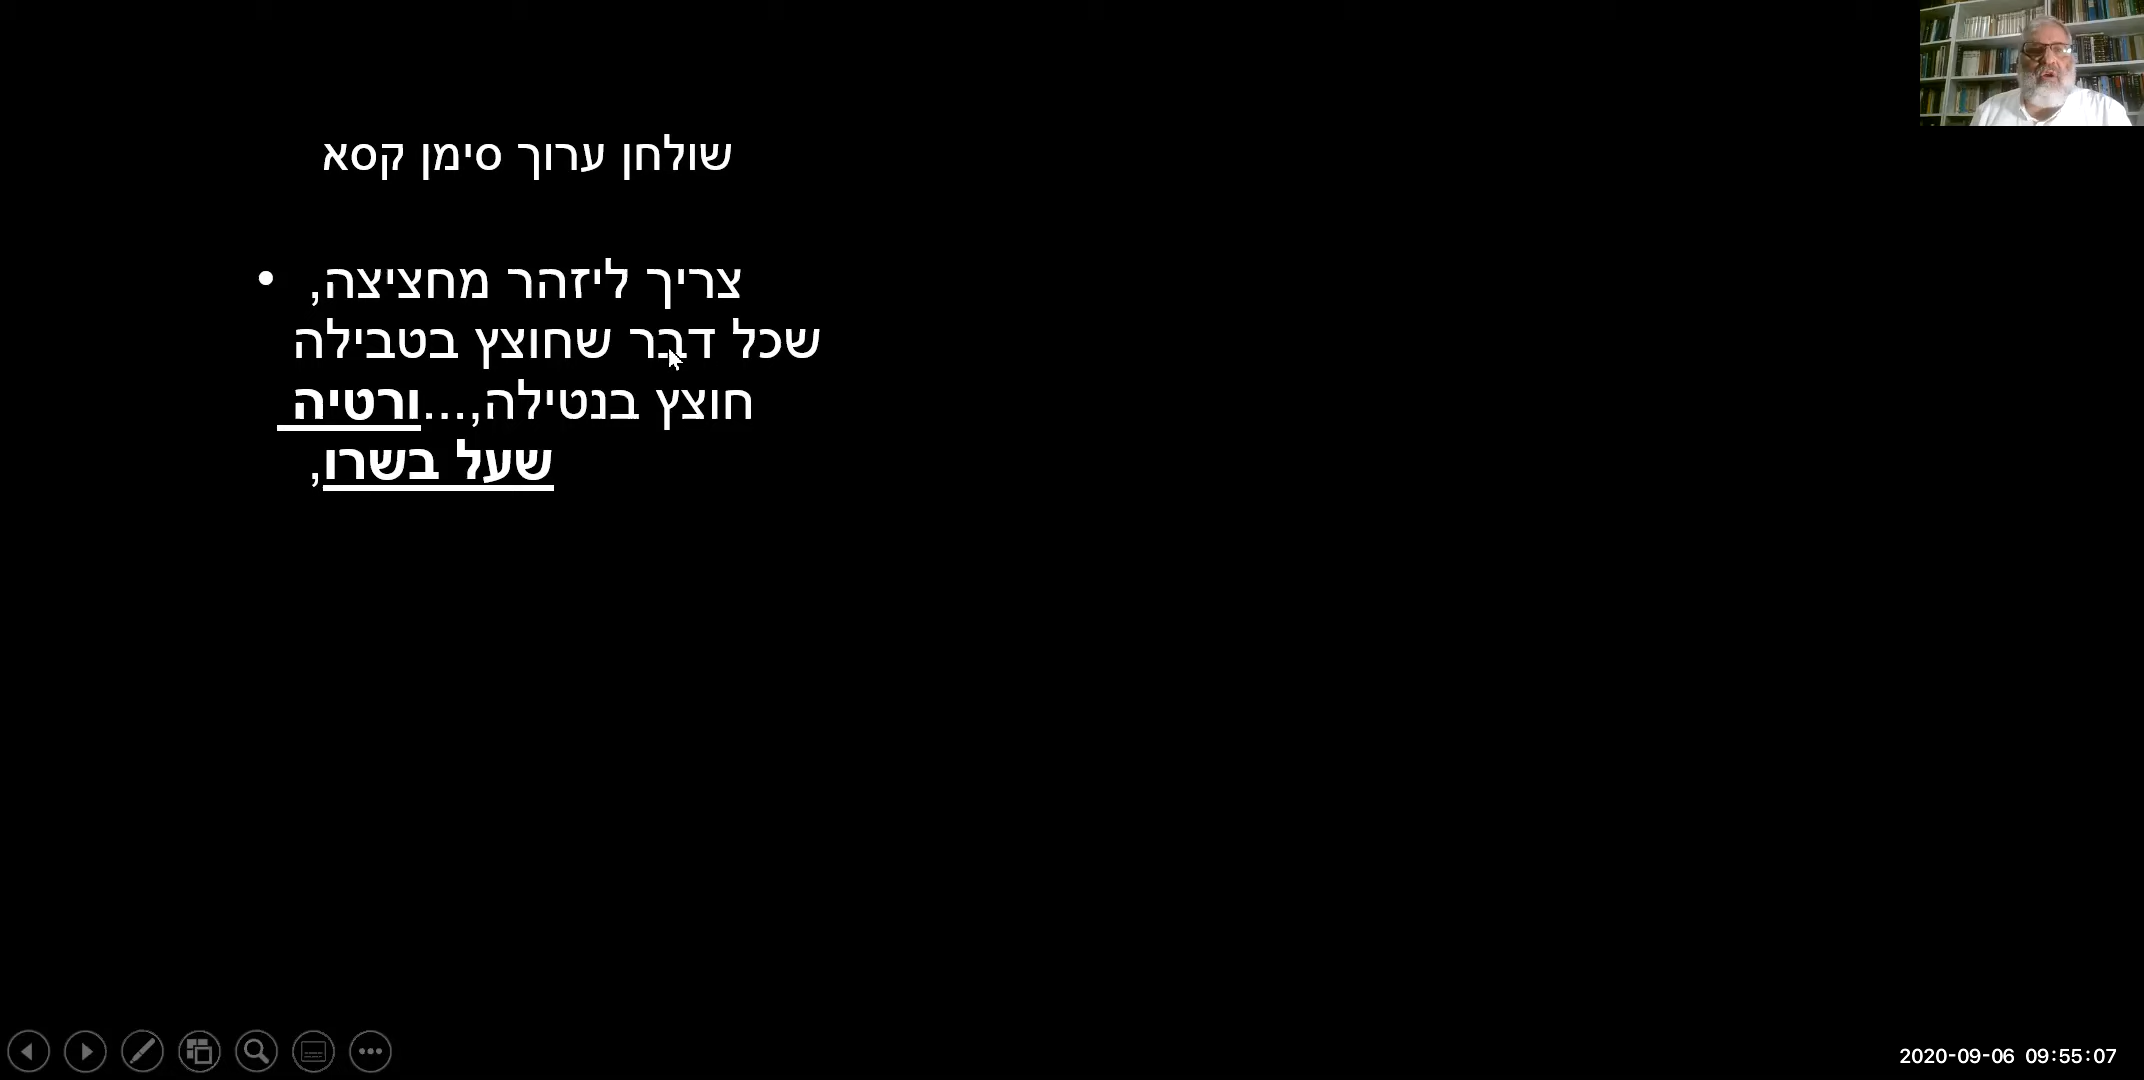 שולחן ערוך סימן קסא
• צריך ליזהר מחציצה,
שכל דבר שחוצץ בטבילה
חוצץ בנטילה,...ורטיה
שעל בשרו,
2020-09-06 09:55:07